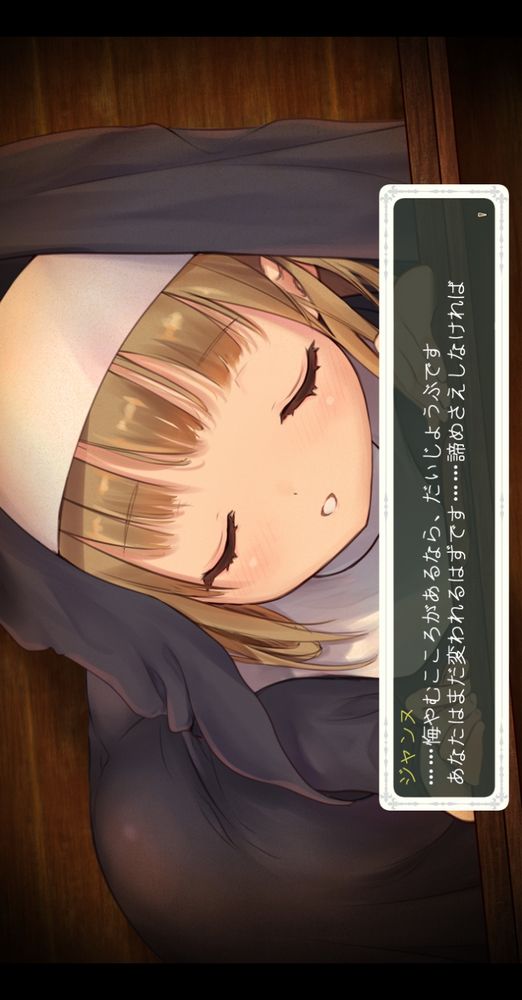 ジャンヌ
……悔やむこころがあるなら、だいじょうぶです
あなたはまだ変われるはずです……諦めさえしなければ